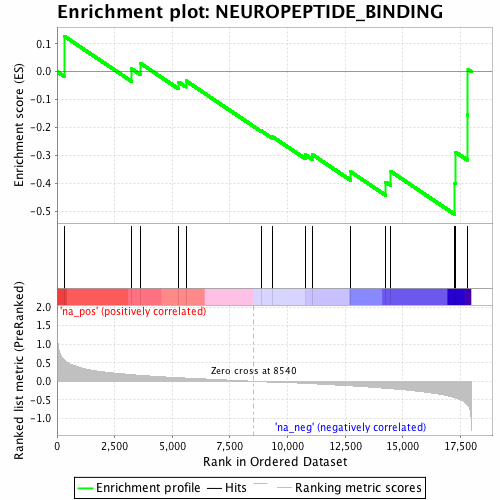 Enrichment plot: NEUROPEPTIDE_BINDING
Enrichment score (ES)
0.1
0.0
-0.1
-0.2
-0.3
-0.4
-0.5
'na_pos' (positively correlated)
Ranked list metric (PreRanked)
2.0
1.5
1.0
0.5
0.0
-0.5
-1.0
Zero cross at 8540
'na_neg' (negatively correlated)
0 2,500 5,000 7,500 10,000 12,500 15,000 17,500
Rank in Ordered Dataset
Enrichment profile Hits Ranking metric scores